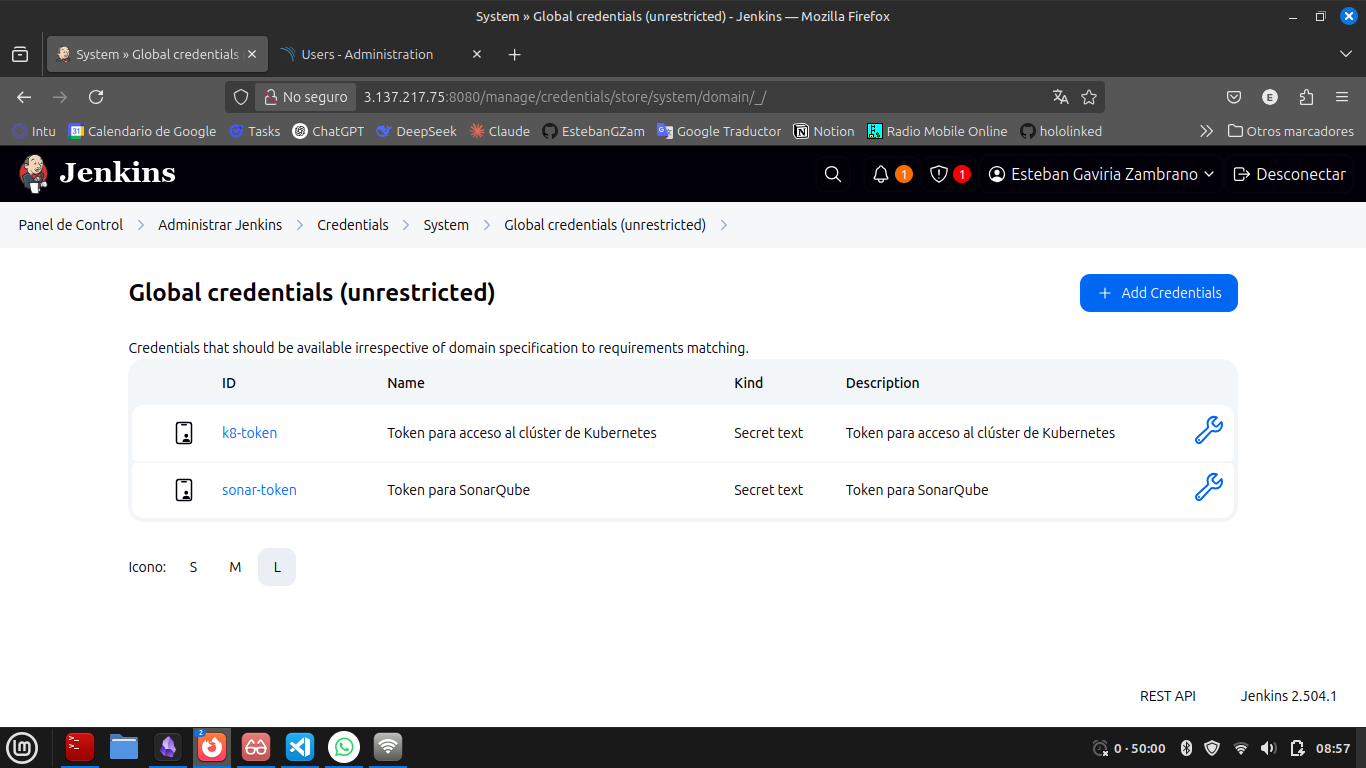 System » Global credentials (unrestricted) - Jenkins — Mozilla Firefox
System » Global credentials
Users - Administration
No seguro
3.137.217.75:8080/manage/credentials/store/system/domain/_/
E
Intu
31
Calendario de Google
Tasks
ChatGPT
DeepSeek
Claude
EstebanGZam
Google Traductor
Notion
Radio Mobile Online
hololinked
Otros marcadores
Jenkins
1
1
Esteban Gaviria Zambrano
Desconectar
Panel de Control
Administrar Jenkins
Credentials
System
Global credentials (unrestricted)
Global credentials (unrestricted)
+ Add Credentials
Credentials that should be available irrespective of domain specification to requirements matching.
ID Name Kind Description
k8-token Token para acceso al clúster de Kubernetes Secret text Token para acceso al clúster de Kubernetes
sonar-token Token para SonarQube Secret text Token para SonarQube
Icono: S M L
REST API
Jenkins 2.504.1
2
0 · 50:00
08:57